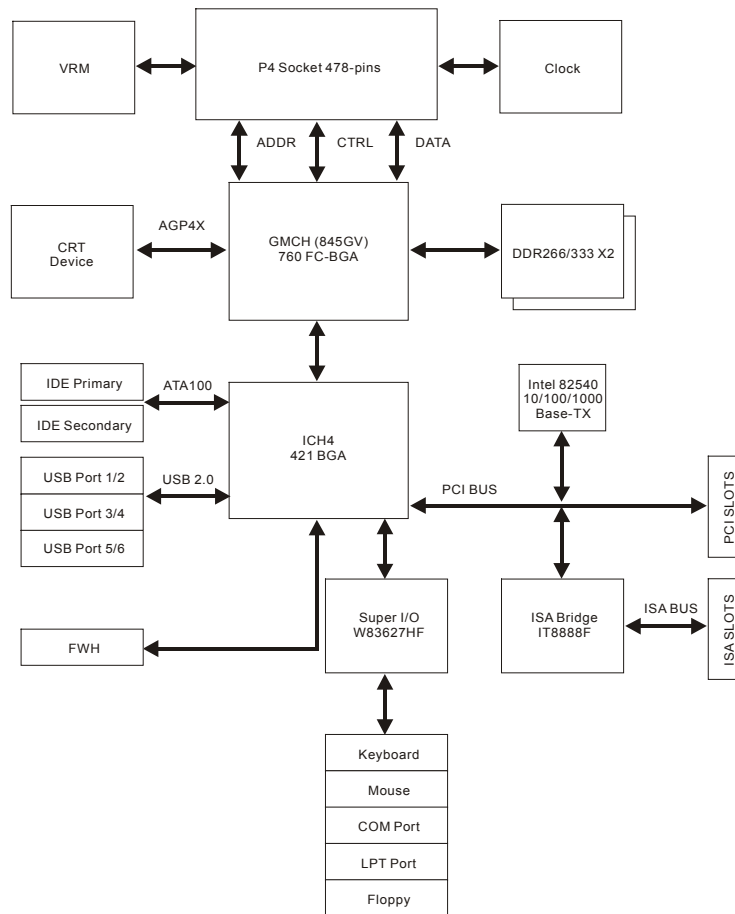 VRM
P4 Socket 478-pins
Clock
ADDR
CTRL
DATA
CRT
Device
AGP4X
GMCH (845GV)
760 FC-BGA
DDR266/333 X2
IDE Primary
IDE Secondary
ATA100
ICH4
421 BGA
Intel 82540
10/100/1000
Base-TX
USB Port 1/2
USB Port 3/4
USB Port 5/6
USB 2.0
PCI BUS
PCI SLOTS
FWH
Super I/O
W83627HF
ISA Bridge
IT8888F
ISA BUS
ISA SLOTS
Keyboard
Mouse
COM Port
LPT Port
Floppy